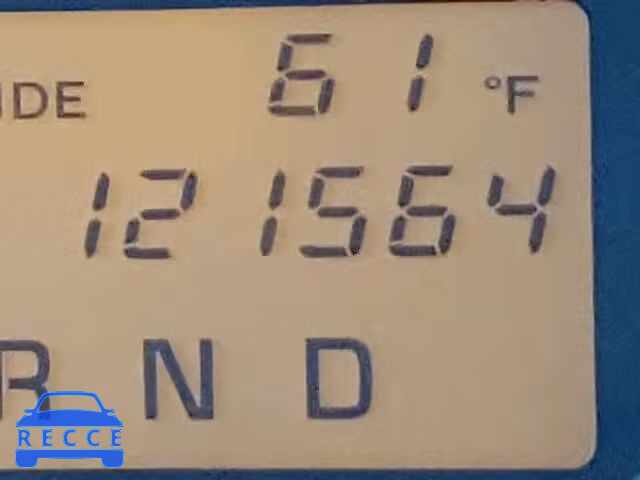 61 °F
IDE
121564
R N D
RECCE